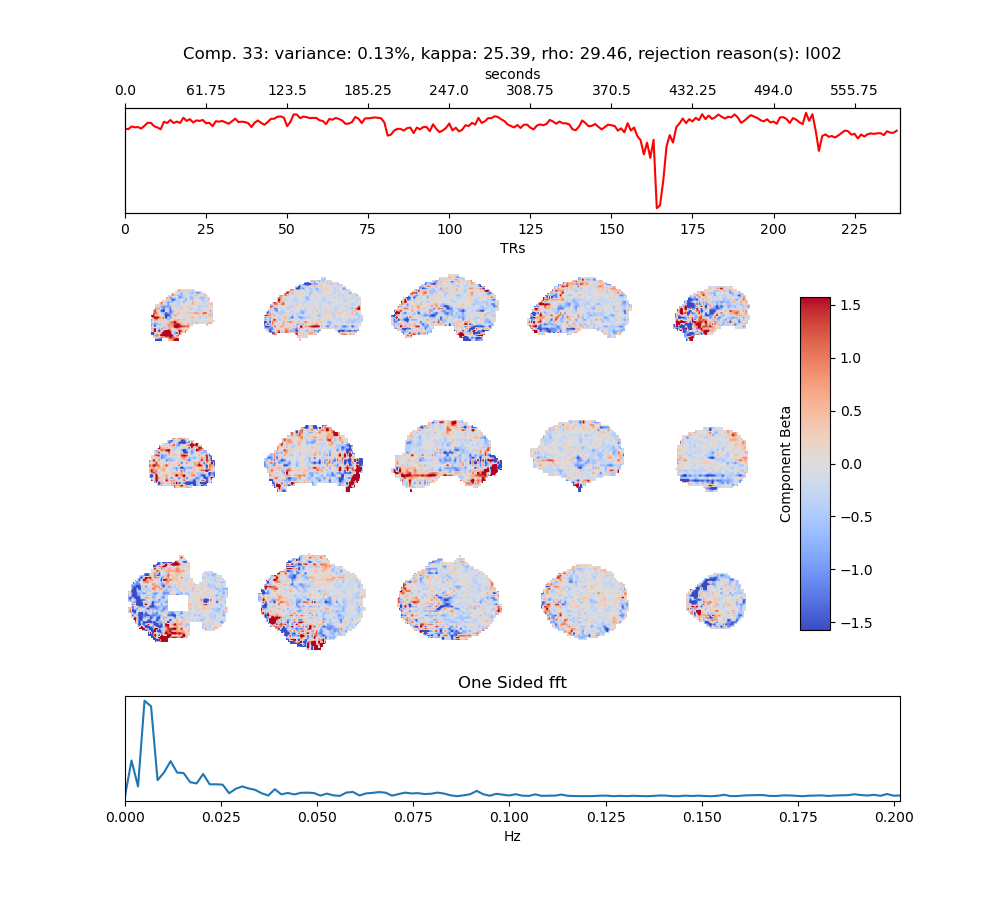 Comp. 33: variance: 0.13%, kappa: 25.39, rho: 29.46, rejection reason(s): I002
seconds
0.0 61.75 123.5 185.25 247.0 308.75 370.5 432.25 494.0 555.75
0 25 50 75 100 125 150 175 200 225
TRs
1.5
1.0
0.5
0.0
−0.5
−1.0
−1.5
Component Beta
One Sided fft
0.000 0.025 0.050 0.075 0.100 0.125 0.150 0.175 0.200
Hz